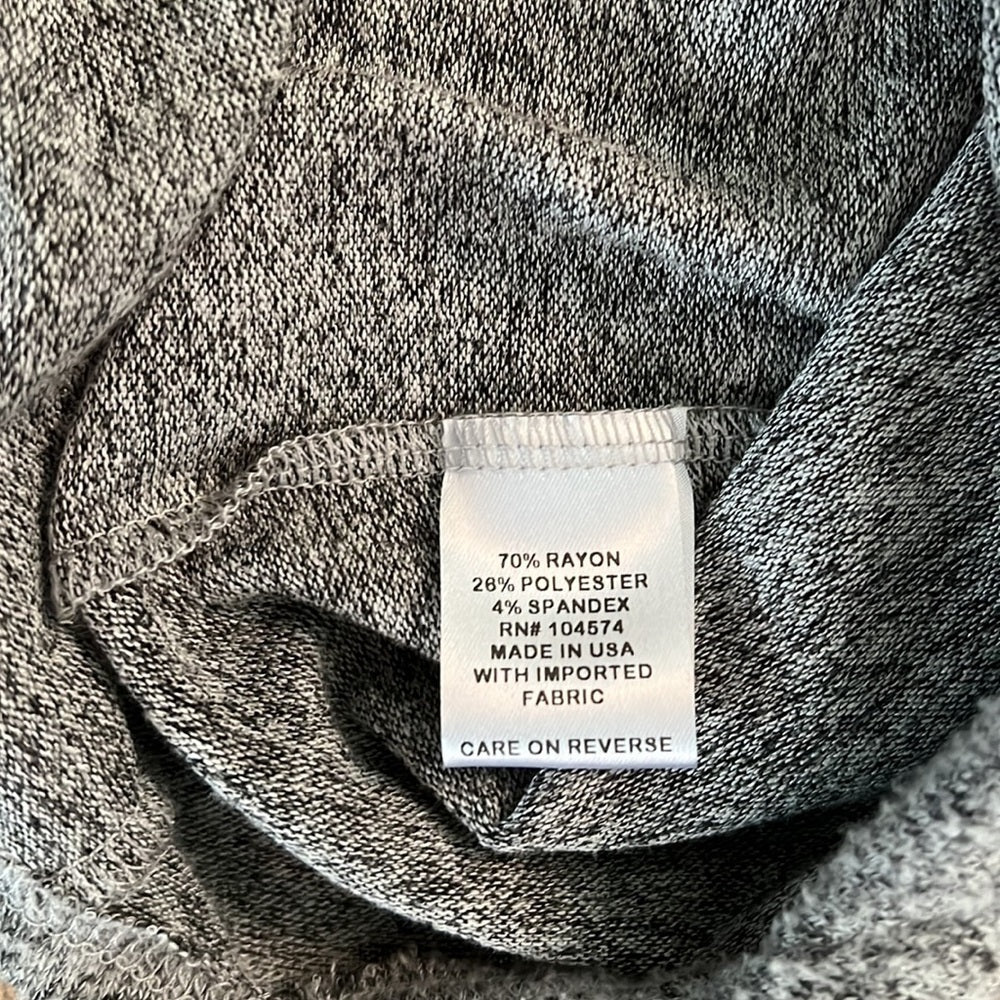 70% RAYON
26% POLYESTER
4% SPANDEX
RN# 104574
MADE IN USA
WITH IMPORTED
FABRIC
CARE ON REVERSE